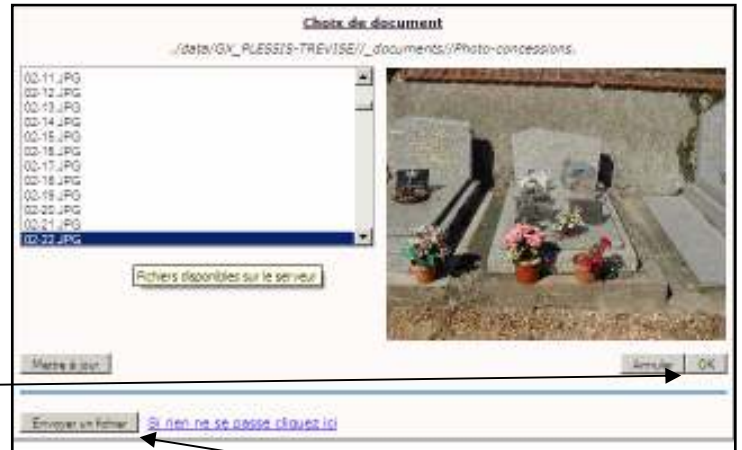 Choix de document
./data/GX_PLESSIS-TREVISE//_documents//Photo-concessions.
02-11.JPG
02-12.JPG
02-13.JPG
02-14.JPG
02-15.JPG
02-16.JPG
02-17.JPG
02-18.JPG
02-19.JPG
02-20.JPG
02-21.JPG
02-22.JPG
Fichiers disponibles sur le serveur
Mettre à jour
Annuler
OK
Envoyer un fichier
Si rien ne se passe cliquez ici